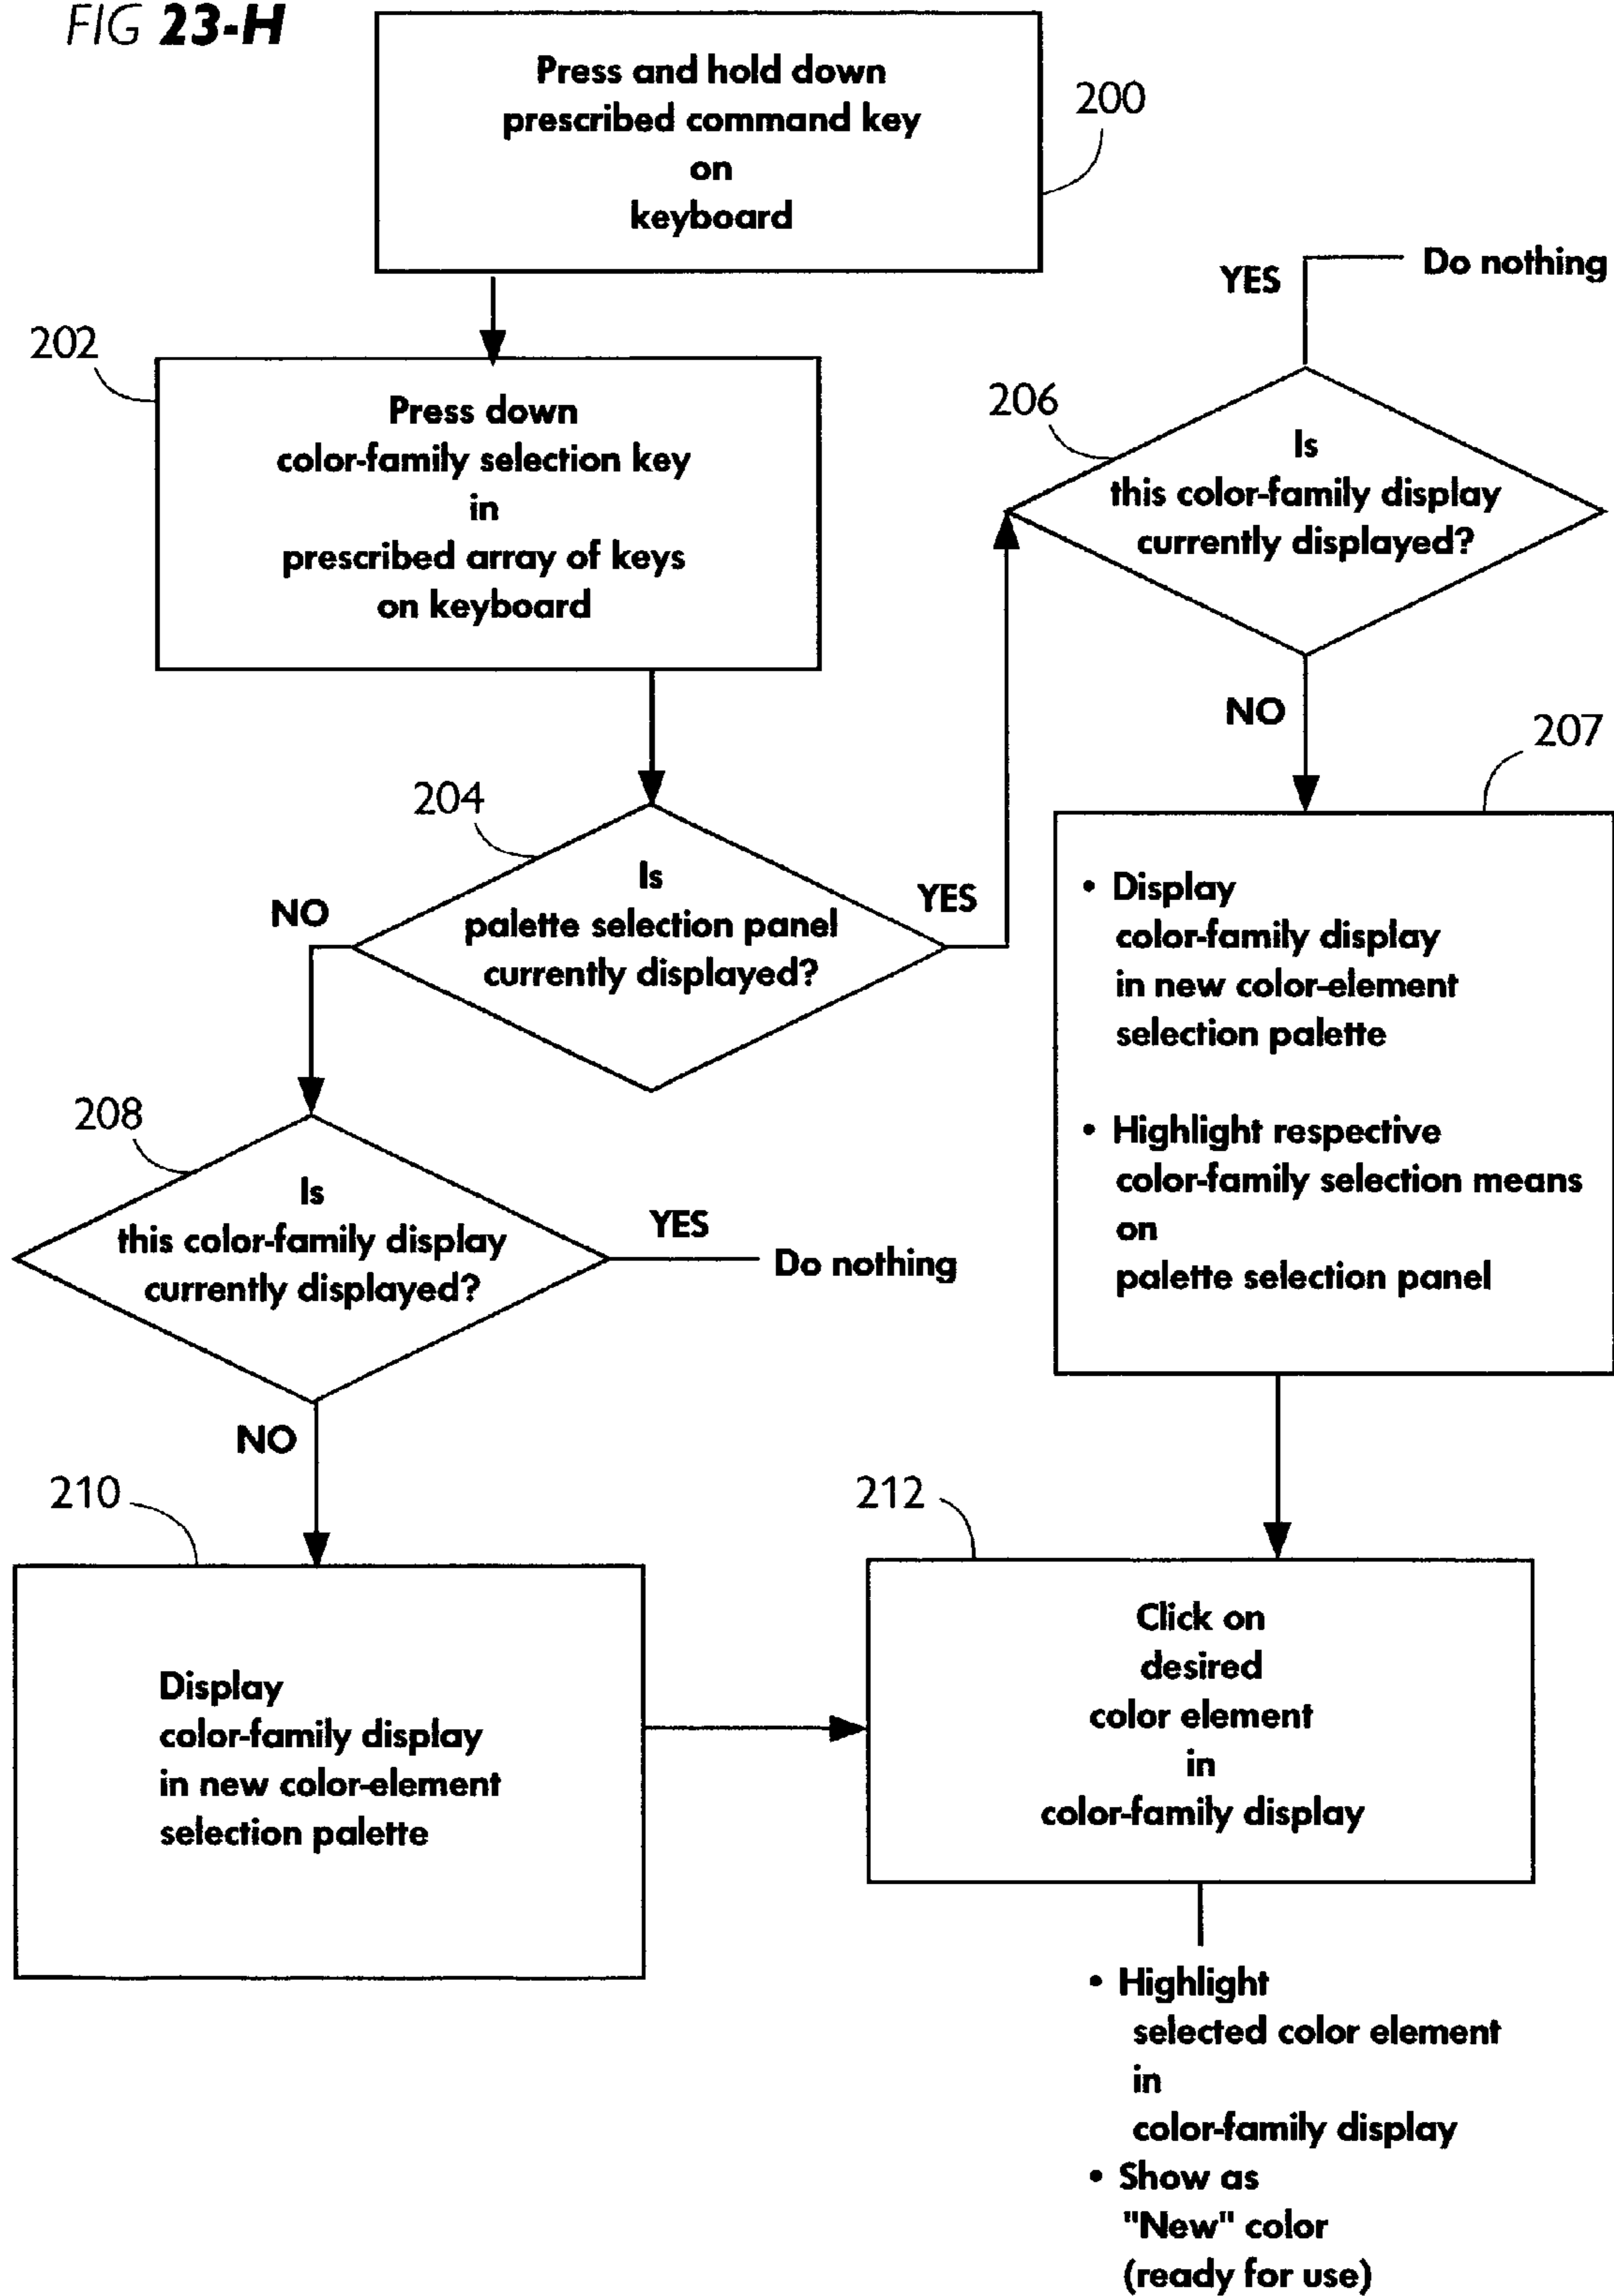 FIG 23-H
Press and hold down
prescribed command key
on
keyboard
200
202
Press down
color-family selection key
in
prescribed array of keys
on keyboard
YES
Do nothing
206
Is
this color-family display
currently displayed?
NO
204
Is
palette selection panel
currently displayed?
NO
YES
207
• Display
color-family display
in new color-element
selection palette
• Highlight respective
color-family selection means
on
palette selection panel
208
Is
this color-family display
currently displayed?
YES
Do nothing
NO
210
Display
color-family display
in new color-element
selection palette
212
Click on
desired
color element
in
color-family display
• Highlight
selected color element
in
color-family display
• Show as
"New" color
(ready for use)